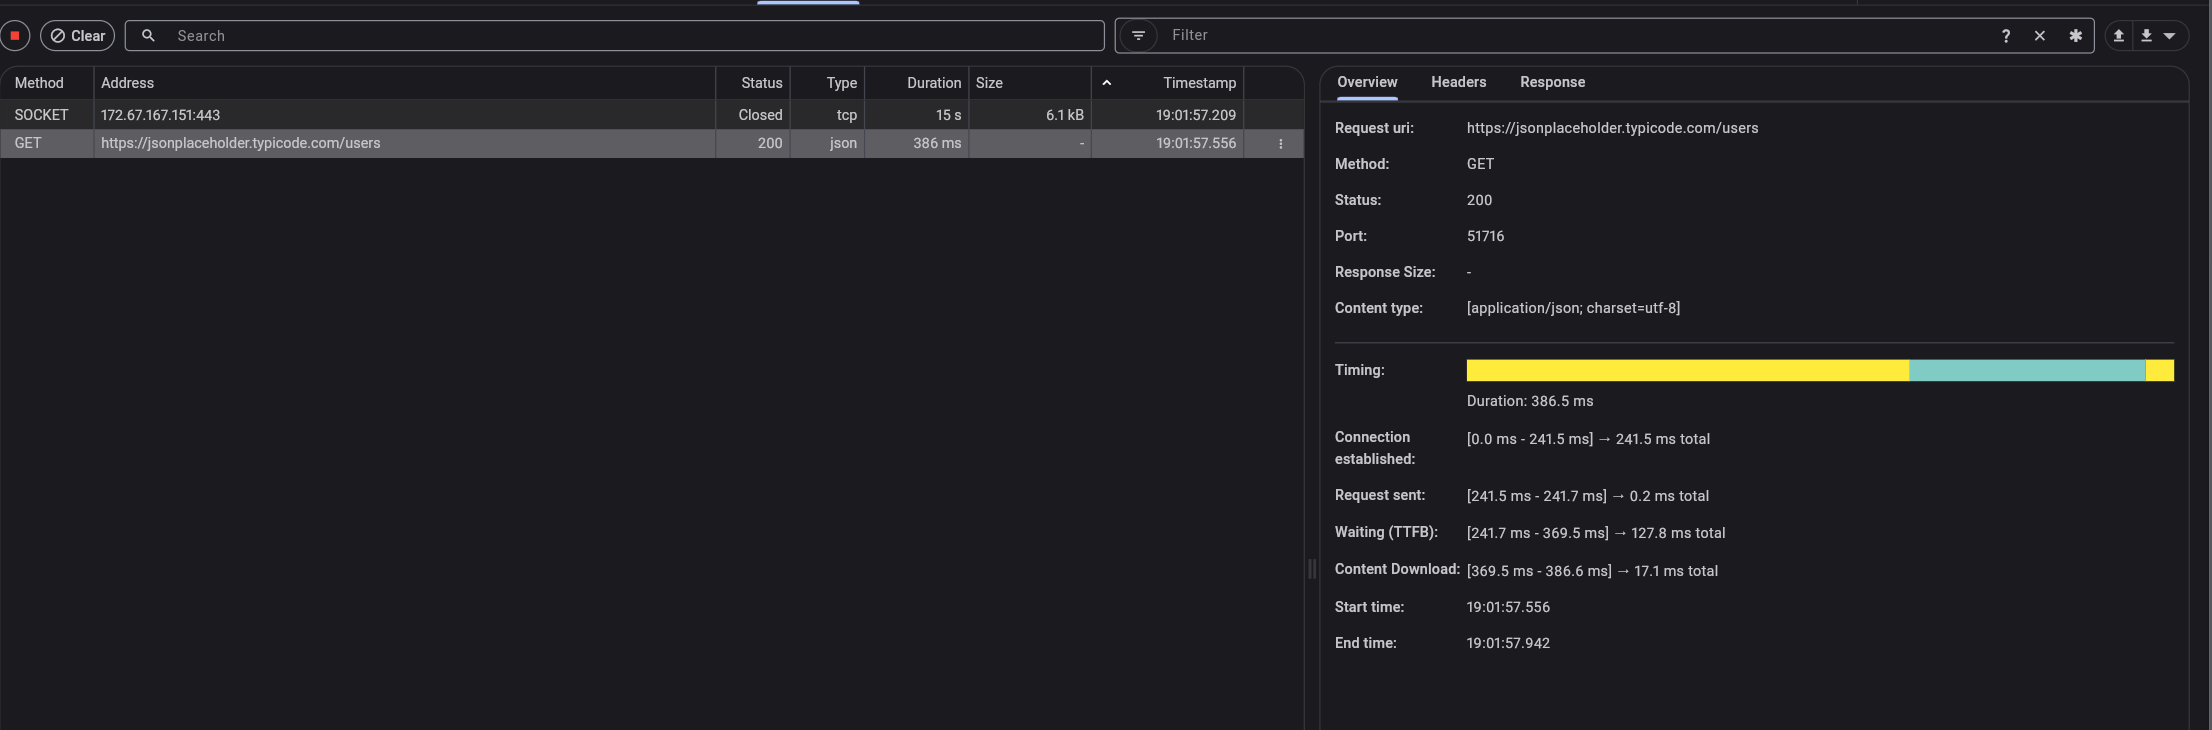 Clear Search Filter ?
Method Address Status Type Duration Size Timestamp
SOCKET 172.67.167.151:443 Closed tcp 15 s 6.1 kB 19:01:57.209
GET https://jsonplaceholder.typicode.com/users 200 json 386 ms - 19:01:57.556
Overview Headers Response
Request uri: https://jsonplaceholder.typicode.com/users
Method: GET
Status: 200
Port: 51716
Response Size: -
Content type: [application/json; charset=utf-8]
Timing:
Duration: 386.5 ms
Connection established: [0.0 ms - 241.5 ms] → 241.5 ms total
Request sent: [241.5 ms - 241.7 ms] → 0.2 ms total
Waiting (TTFB): [241.7 ms - 369.5 ms] → 127.8 ms total
Content Download: [369.5 ms - 386.6 ms] → 17.1 ms total
Start time: 19:01:57.556
End time: 19:01:57.942